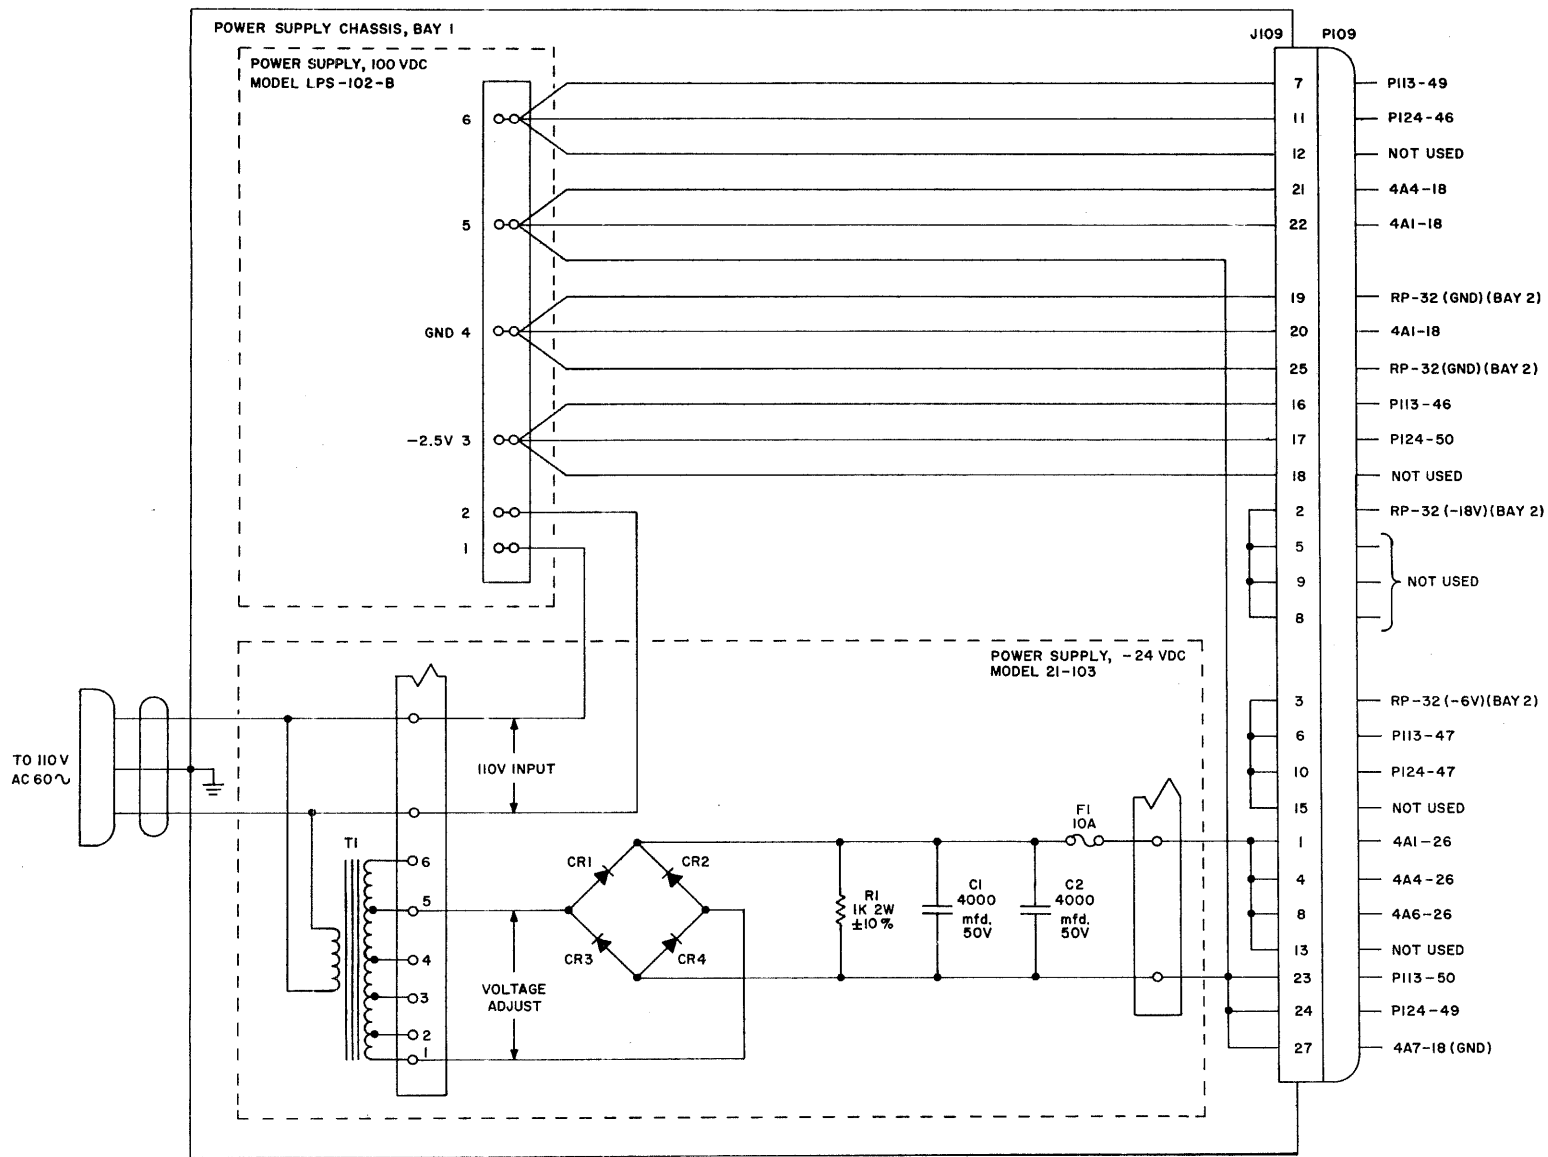 POWER SUPPLY CHASSIS, BAY 1
POWER SUPPLY, 100 VDC
MODEL LPS-102-B
6
5
GND 4
-2.5V 3
2
1
J109
P109
7 P113-49
11 P124-46
12 NOT USED
21 4A4-18
22 4A1-18
19 RP-32 (GND) (BAY 2)
20 4A1-18
25 RP-32 (GND) (BAY 2)
16 P113-46
17 P124-50
18 NOT USED
2 RP-32 (-18V) (BAY 2)
5
9 NOT USED
8
3 RP-32 (-6V) (BAY 2)
6 P113-47
10 P124-47
15 NOT USED
1 4A1-26
4 4A4-26
8 4A6-26
13 NOT USED
23 P113-50
24 P124-49
27 4A7-18 (GND)
POWER SUPPLY, -24 VDC
MODEL 21-103
TO 110V
AC 60∿
110V INPUT
T1
6
5
4
3
2
1
VOLTAGE
ADJUST
CR1
CR2
CR3
CR4
R1
1K 2W
±10%
C1
4000
mfd.
50V
C2
4000
mfd.
50V
F1
10A